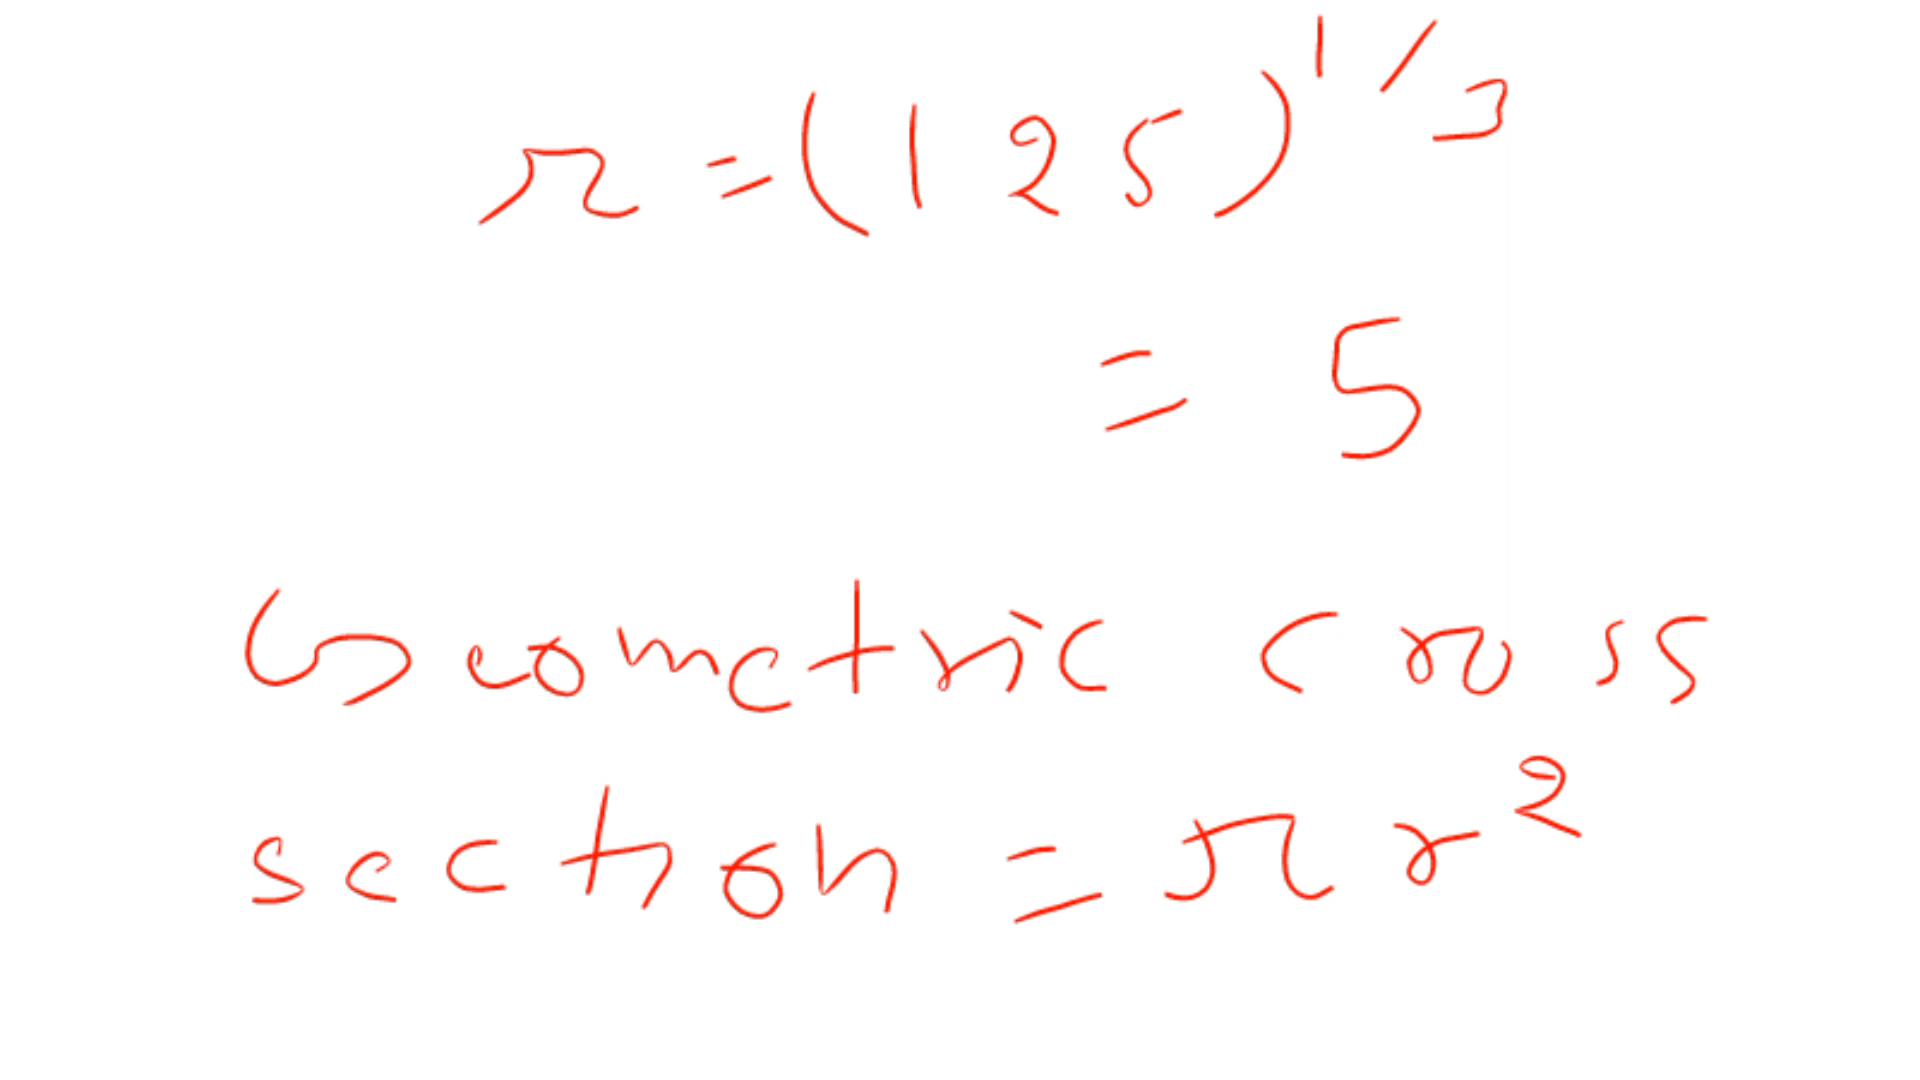 r = (125)^1/3
= 5
Geometric cross
section = πr²